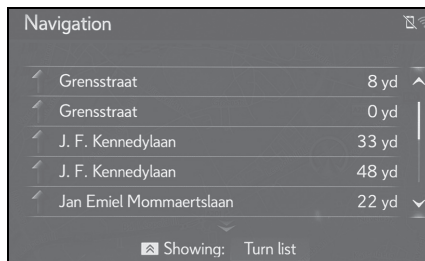 Navigation
Grensstraat 8 yd
Grensstraat 0 yd
J. F. Kennedylaan 33 yd
J. F. Kennedylaan 48 yd
Jan Emiel Mommaertslaan 22 yd
Showing: Turn list